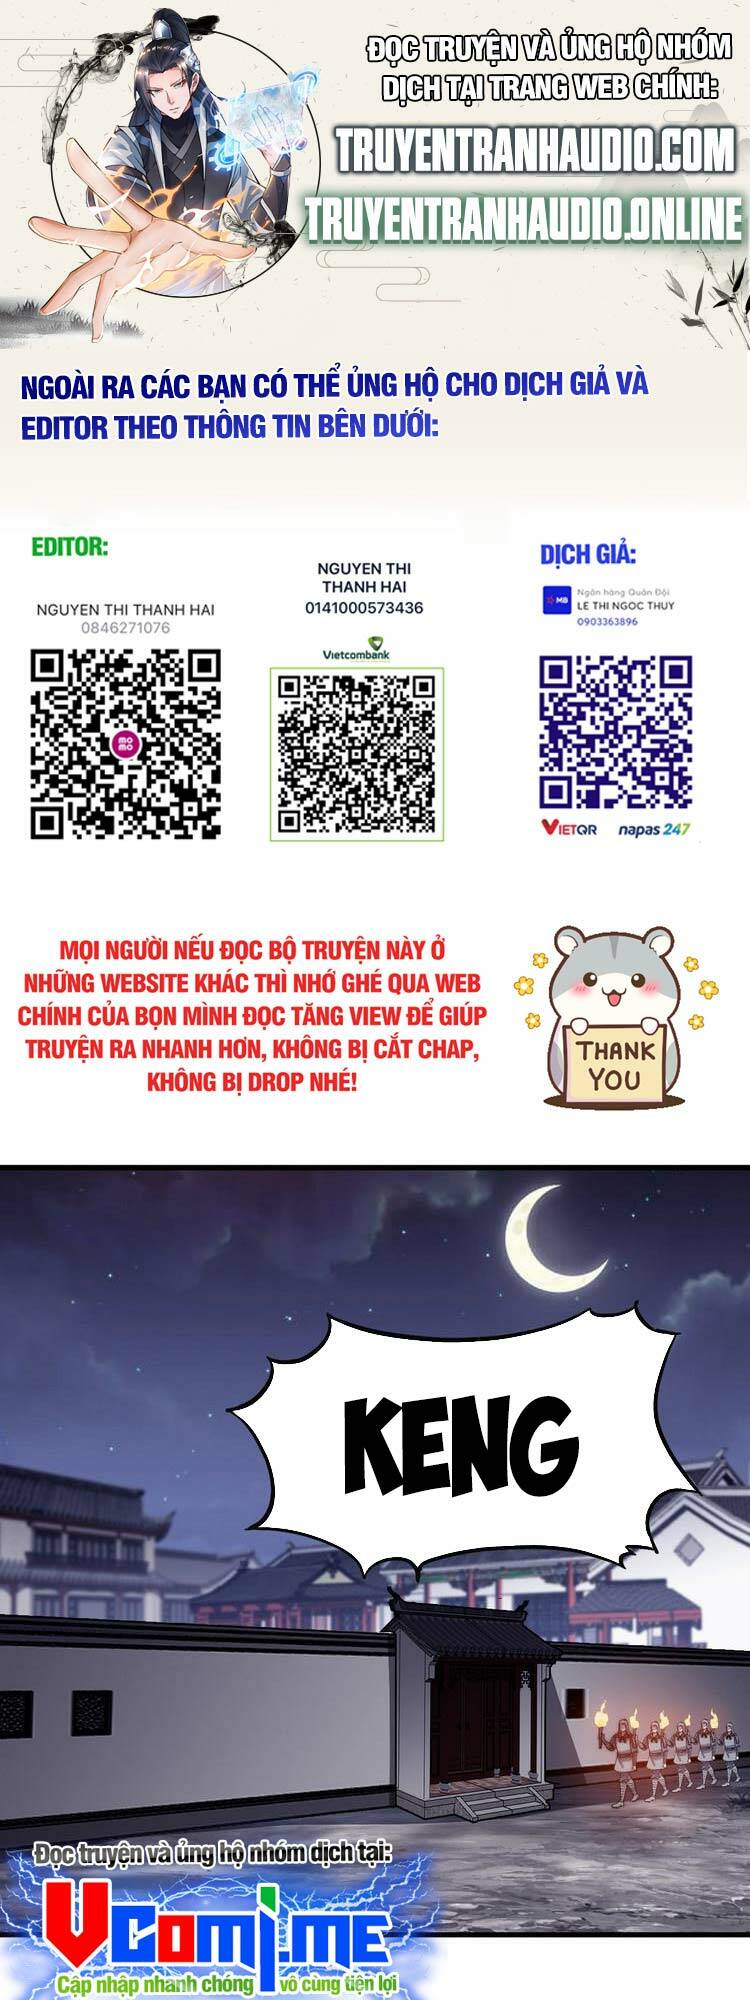 ĐỌC TRUYỆN VÀ ỦNG HỘ NHÓM
DỊCH TẠI TRANG WEB CHÍNH:
TRUYENTRANHAUDIO.COM
TRUYENTRANHAUDIO.ONLINE
NGOÀI RA CÁC BẠN CÓ THỂ ỦNG HỘ CHO DỊCH GIẢ VÀ
EDITOR THEO THÔNG TIN BÊN DƯỚI:
EDITOR:
NGUYEN THI THANH HAI
0846271076
mo
mo
NGUYEN THI
THANH HAI
0141000573436
Vietcombank
DỊCH GIẢ:
MB
Ngân hàng Quân Đội
LE THI NGOC THUY
0903363896
VIETQR
napas 247
MỌI NGƯỜI NẾU ĐỌC BỘ TRUYỆN NÀY Ở
NHỮNG WEBSITE KHÁC THÌ NHỚ GHÉ QUA WEB
CHÍNH CỦA BỌN MÌNH ĐỌC TĂNG VIEW ĐỂ GIÚP
TRUYỆN RA NHANH HƠN, KHÔNG BỊ CẮT CHAP,
KHÔNG BỊ DROP NHÉ!
THANK
YOU
KENG
Đọc truyện và ủng hộ nhóm dịch tại:
VCOMI.ME
Cập nhập nhanh chóng vô cùng tiện lợi